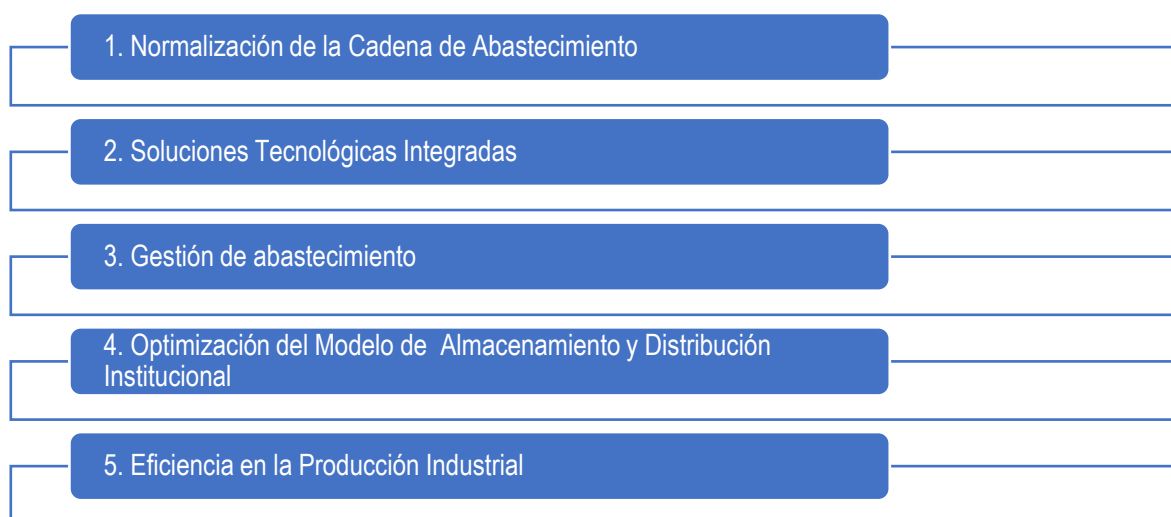 1. Normalización de la Cadena de Abastecimiento
2. Soluciones Tecnológicas Integradas
3. Gestión de abastecimiento
4. Optimización del Modelo de  Almacenamiento y Distribución
Institucional
5. Eficiencia en la Producción Industrial